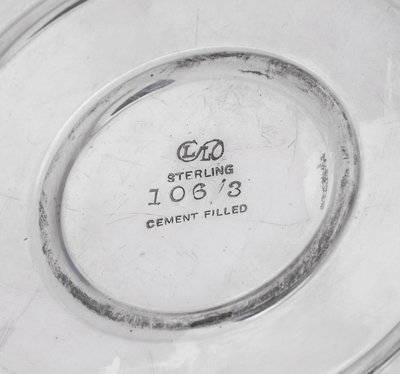 STERLING
106/3
CEMENT FILLED